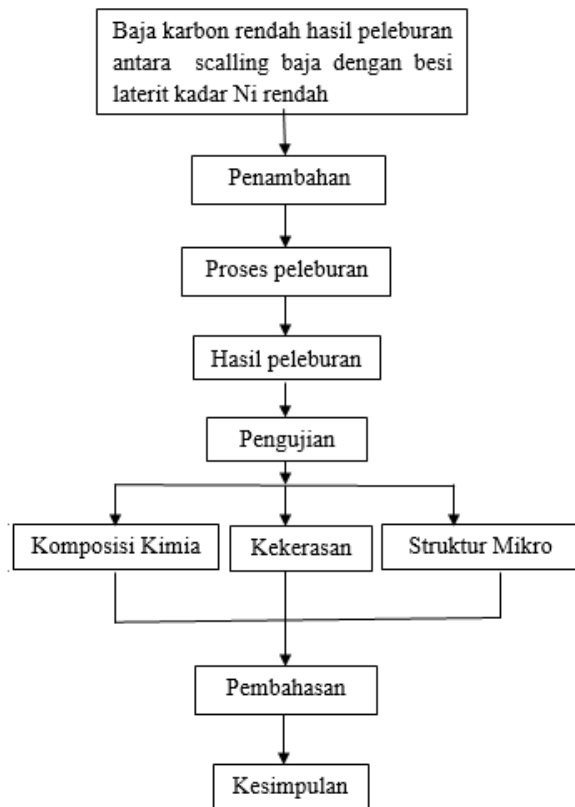 Baja karbon rendah hasil peleburan
antara scalling baja dengan besi
laterit kadar Ni rendah
Penambahan
Proses peleburan
Hasil peleburan
Pengujian
Komposisi Kimia
Kekerasan
Struktur Mikro
Pembahasan
Kesimpulan